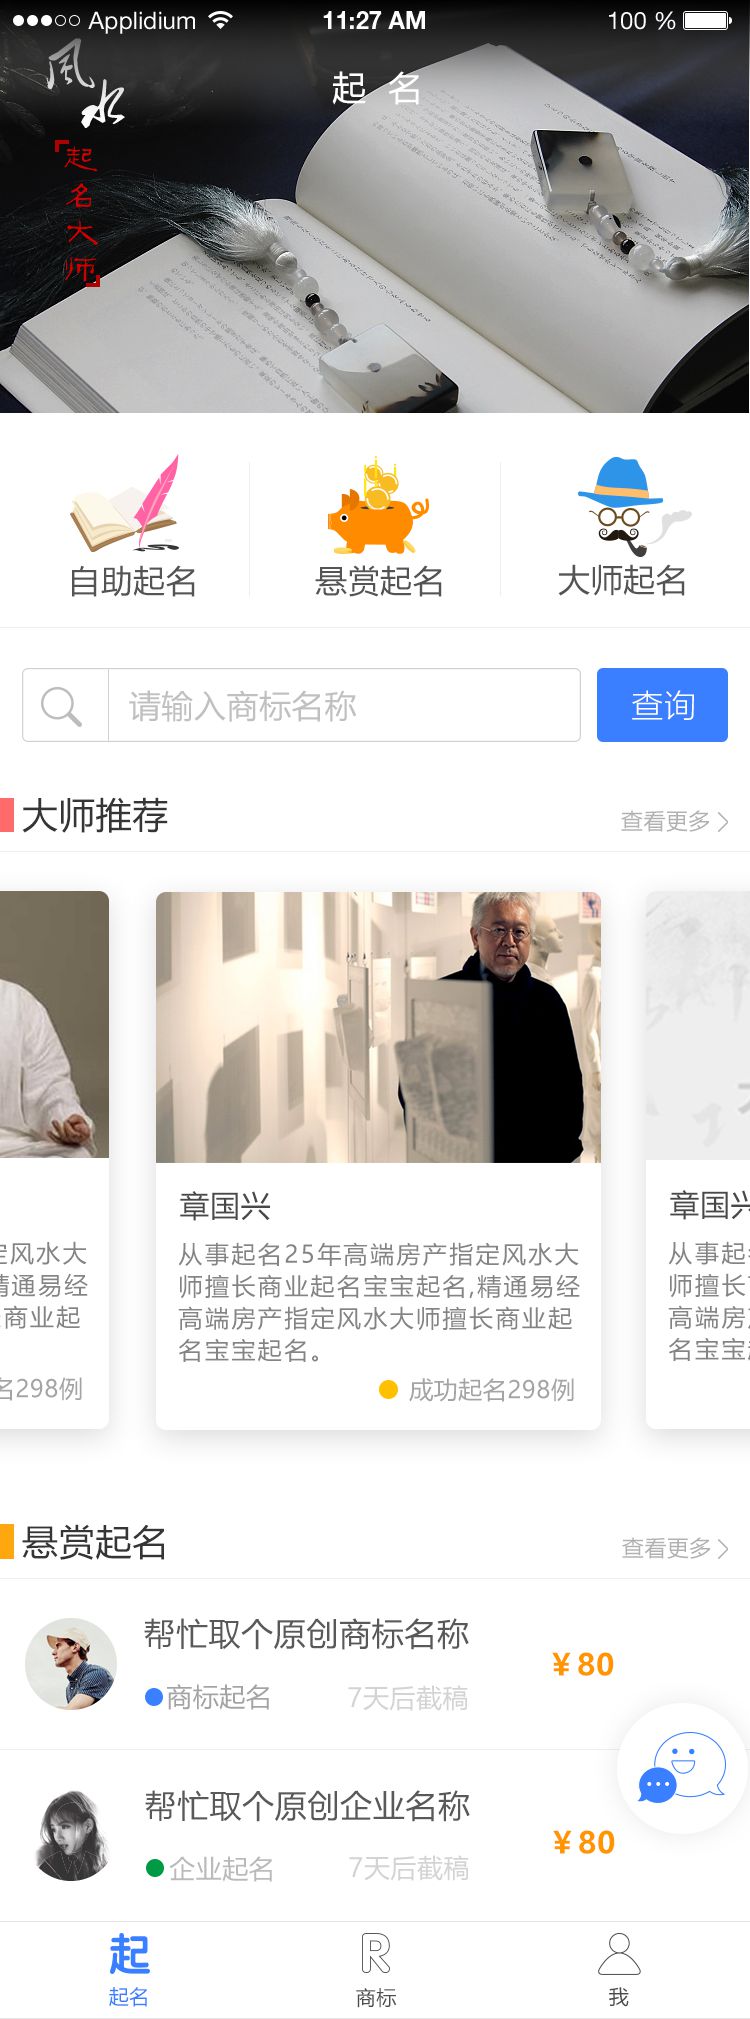 Applidium 11:27 AM 100 %
風水
起名
「起名大师」
自助起名
悬赏起名
大师起名
请输入商标名称
查询
大师推荐
查看更多
章国兴
从事起名25年高端房产指定风水大
师擅长商业起名宝宝起名,精通易经
高端房产指定风水大师擅长商业起
名宝宝起名。
成功起名298例
风水大
精通易经
商业起
名298例
章国兴
从事起
师擅长
高端房
名宝宝
悬赏起名
查看更多
帮忙取个原创商标名称
¥80
商标起名
7天后截稿
帮忙取个原创企业名称
¥80
企业起名
7天后截稿
起
起名
R
商标
我